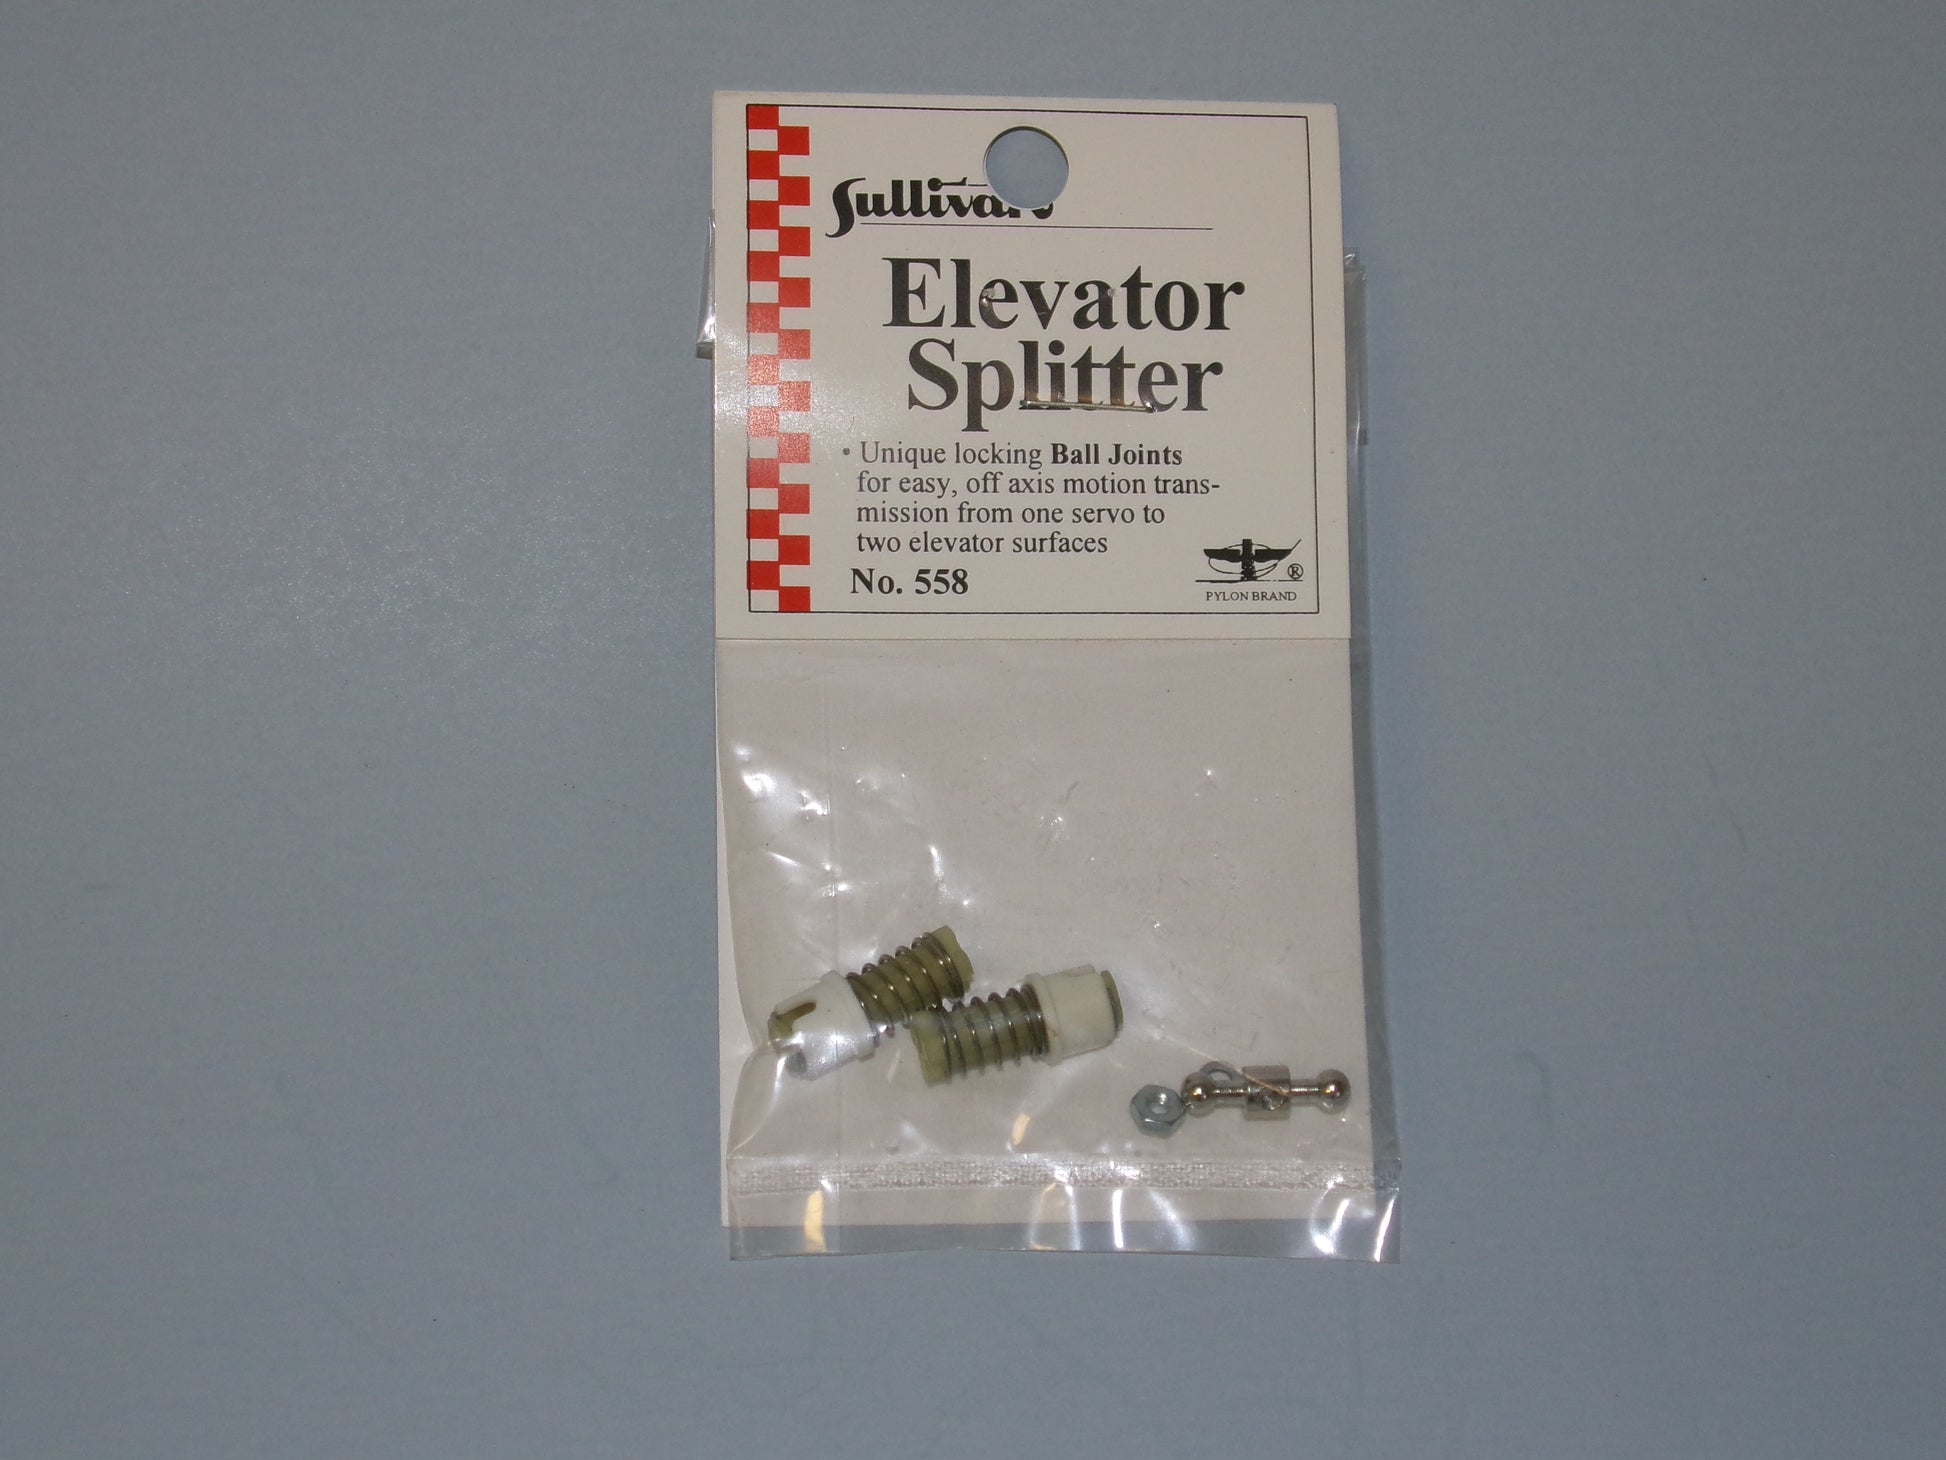 Sullivan
Elevator
Splitter
• Unique locking Ball Joints
for easy, off axis motion trans-
mission from one servo to
two elevator surfaces
No. 558
®
PYLON BRAND